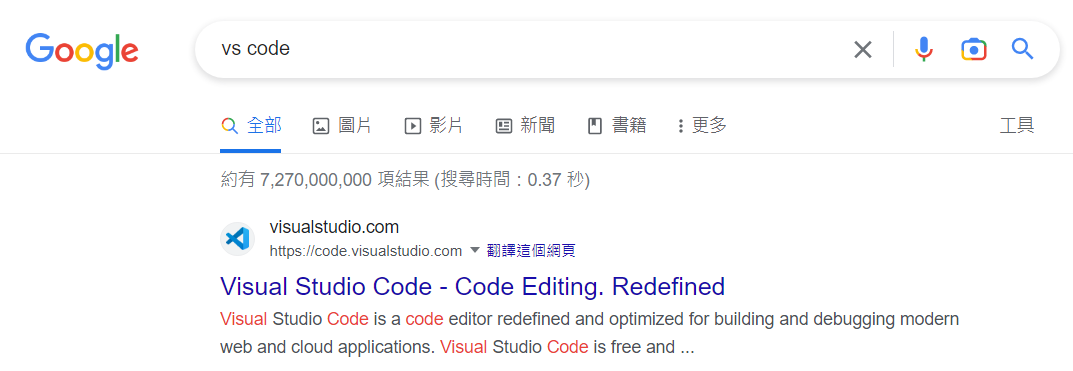 Google
vs code
全部 圖片 影片 新聞 書籍 更多 工具
約有 7,270,000,000 項結果 (搜尋時間：0.37 秒)
visualstudio.com
https://code.visualstudio.com 翻譯這個網頁
Visual Studio Code - Code Editing. Redefined
Visual Studio Code is a code editor redefined and optimized for building and debugging modern
web and cloud applications. Visual Studio Code is free and ...